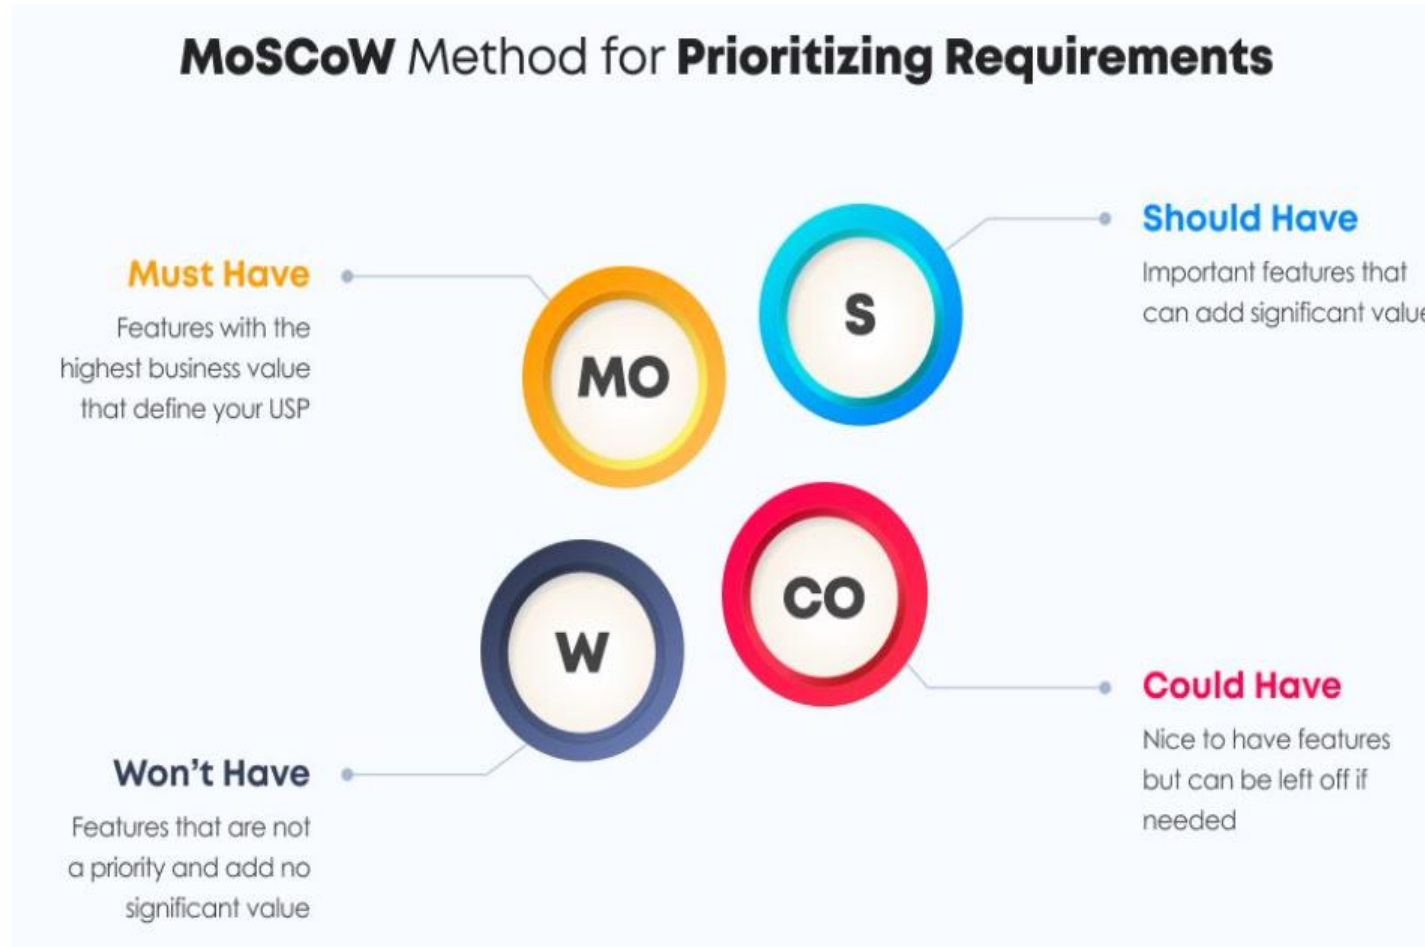 MoSCoW Method for Prioritizing Requirements
Must Have
Features with the
highest business value
that define your USP
MO
S
Should Have
Important features that
can add significant value
W
CO
Won't Have
Features that are not
a priority and add no
significant value
Could Have
Nice to have features
but can be left off if
needed